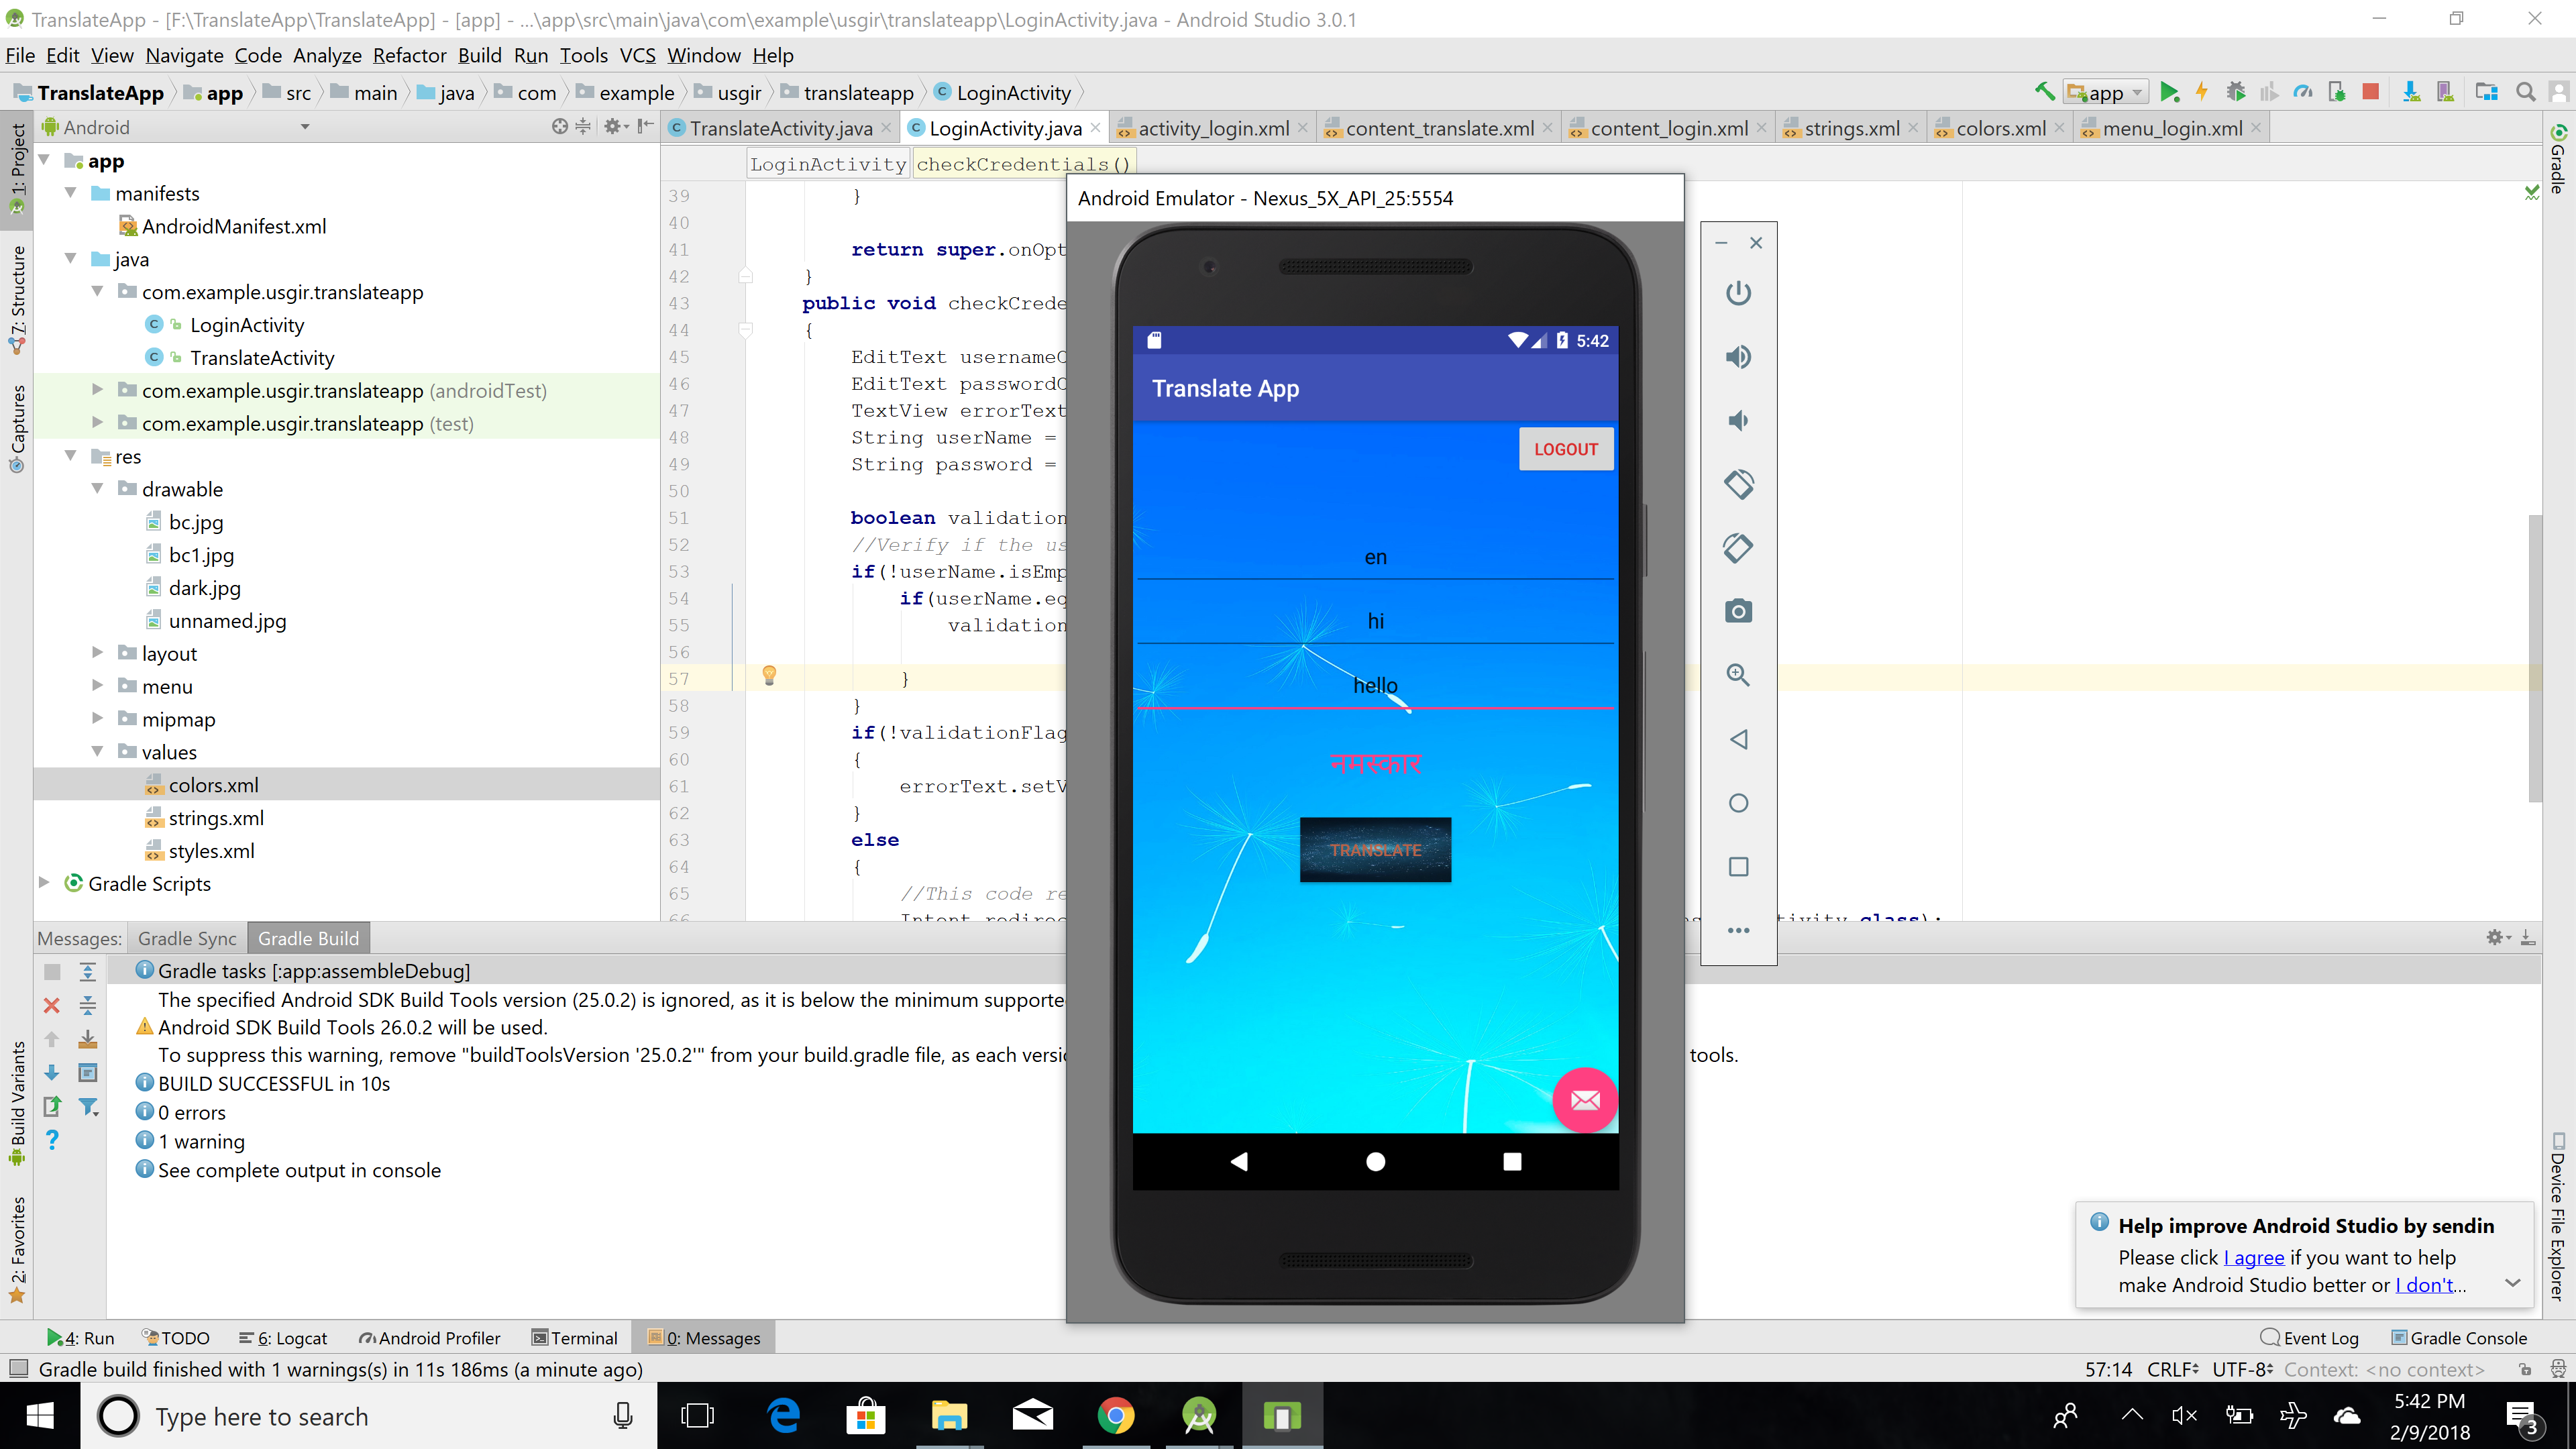 TranslateApp - [F:\TranslateApp\TranslateApp] - [app] - ...\app\src\main\java\com\example\usgir\translateapp\LoginActivity.java - Android Studio 3.0.1
File Edit View Navigate Code Analyze Refactor Build Run Tools VCS Window Help
TranslateApp app src main java com example usgir translateapp LoginActivity
app
Android
TranslateActivity.java LoginActivity.java activity_login.xml content_translate.xml content_login.xml strings.xml colors.xml menu_login.xml
LoginActivity checkCredentials()
1: Project
7: Structure
Captures
Build Variants
2: Favorites
app
manifests
AndroidManifest.xml
java
com.example.usgir.translateapp
LoginActivity
TranslateActivity
com.example.usgir.translateapp (androidTest)
com.example.usgir.translateapp (test)
res
drawable
bc.jpg
bc1.jpg
dark.jpg
unnamed.jpg
layout
menu
mipmap
values
colors.xml
strings.xml
styles.xml
Gradle Scripts
39 }
40
41 return super.onOpt
42 }
43 public void checkCrede
44 {
45 EditText username
46 EditText password
47 TextView errorText
48 String userName =
49 String password =
50
51 boolean validation
52 //Verify if the us
53 if(!userName.isEmp
54 if(userName.eq
55 validation
56
57 }
58 }
59 if(!validationFlag
60 {
61 errorText.setV
62 }
63 else
64 {
65 //This code re
66 Intent redirec
tivity.class);
Android Emulator - Nexus_5X_API_25:5554
5:42
Translate App
LOGOUT
en
hi
hello
नमस्कार
TRANSLATE
Gradle
Device File Explorer
Messages: Gradle Sync Gradle Build
Gradle tasks [:app:assembleDebug]
The specified Android SDK Build Tools version (25.0.2) is ignored, as it is below the minimum supporte
Android SDK Build Tools 26.0.2 will be used.
To suppress this warning, remove "buildToolsVersion '25.0.2'" from your build.gradle file, as each versi
tools.
BUILD SUCCESSFUL in 10s
0 errors
1 warning
See complete output in console
Help improve Android Studio by sendin
Please click I agree if you want to help
make Android Studio better or I don't...
4: Run TODO 6: Logcat Android Profiler Terminal 0: Messages Event Log Gradle Console
Gradle build finished with 1 warnings(s) in 11s 186ms (a minute ago) 57:14 CRLF UTF-8 Context: <no context>
Type here to search
5:42 PM
2/9/2018
3